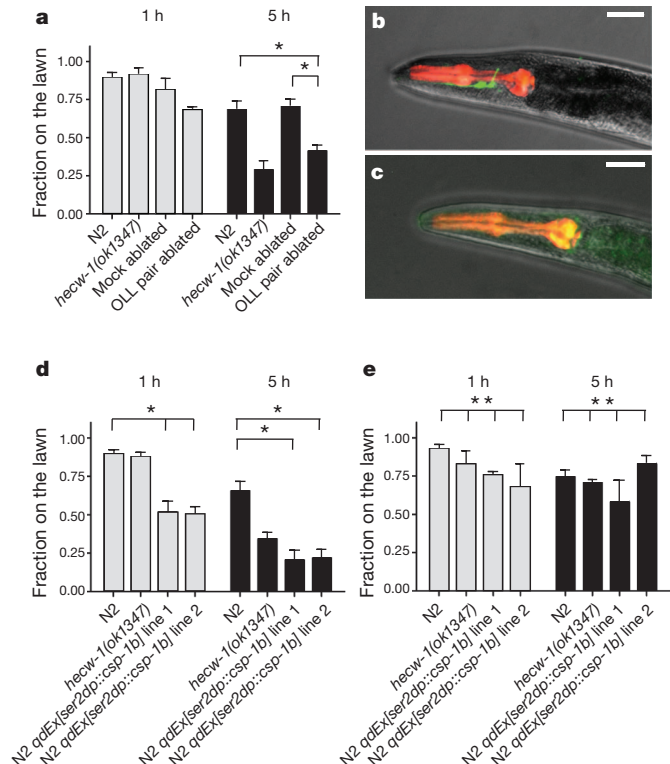 a
1 h
5 h
Fraction on the lawn
1.00
0.75
0.50
0.25
0.00
*
*
N2
hecw-1(ok1347)
Mock ablated
OLL pair ablated
N2
hecw-1(ok1347)
Mock ablated
OLL pair ablated
b
c
d
1 h
5 h
Fraction on the lawn
1.00
0.75
0.50
0.25
0.00
*
*
*
N2
hecw-1(ok1347)
N2 qdEx[ser2dp::csp-1b] line 1
N2 qdEx[ser2dp::csp-1b] line 2
N2
hecw-1(ok1347)
N2 qdEx[ser2dp::csp-1b] line 1
N2 qdEx[ser2dp::csp-1b] line 2
e
1 h
5 h
Fraction on the lawn
1.00
0.75
0.50
0.25
0.00
* *
* *
N2
hecw-1(ok1347)
N2 qdEx[ser2dp::csp-1b] line 1
N2 qdEx[ser2dp::csp-1b] line 2
N2
hecw-1(ok1347)
N2 qdEx[ser2dp::csp-1b] line 1
N2 qdEx[ser2dp::csp-1b] line 2